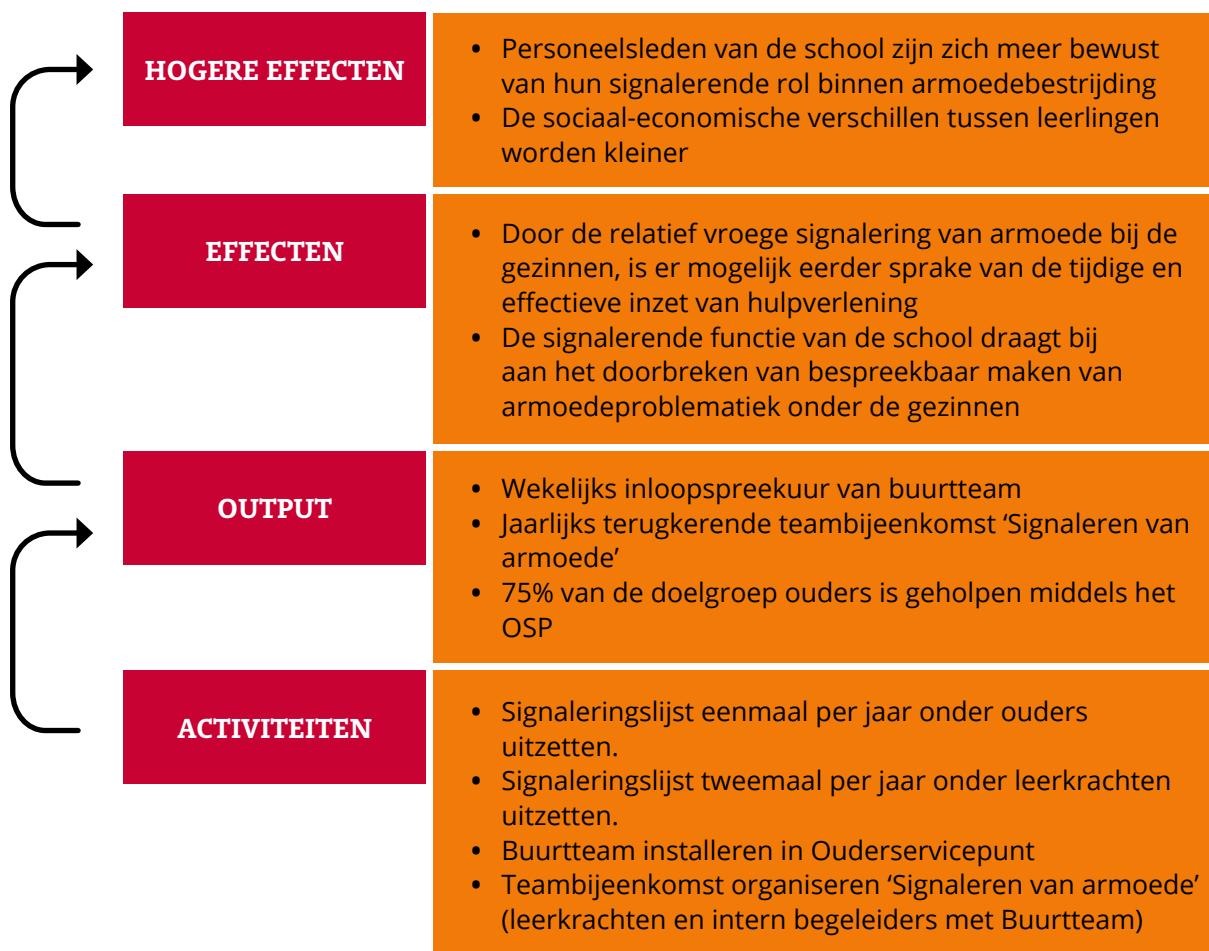 HOGERE EFFECTEN
• Personeelsleden van de school zijn zich meer bewust
van hun signalerende rol binnen armoedebestrijding
• De sociaal-economische verschillen tussen leerlingen
worden kleiner
EFFECTEN
• Door de relatief vroege signalering van armoede bij de
gezinnen, is er mogelijk eerder sprake van de tijdige en
effectieve inzet van hulpverlening
• De signalerende functie van de school draagt bij
aan het doorbreken van bespreekbaar maken van
armoedeproblematiek onder de gezinnen
OUTPUT
• Wekelijks inloopspreekuur van buurtteam
• Jaarlijks terugkerende teambijeenkomst ‘Signaleren van
armoede’
• 75% van de doelgroep ouders is geholpen middels het
OSP
ACTIVITEITEN
• Signaleringslijst eenmaal per jaar onder ouders
uitzetten.
• Signaleringslijst tweemaal per jaar onder leerkrachten
uitzetten.
• Buurtteam installeren in Ouderservicepunt
• Teambijeenkomst organiseren ‘Signaleren van armoede’
(leerkrachten en intern begeleiders met Buurtteam)